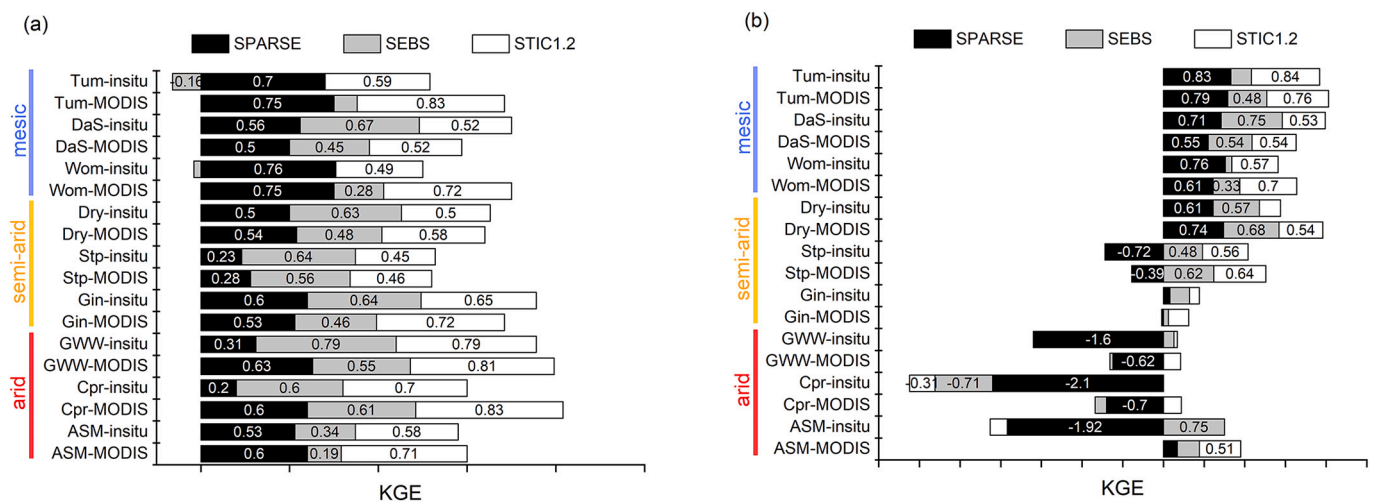 (a)
SPARSE SEBS STIC1.2
mesic
semi-arid
arid
Tum-insitu -0.16 0.7 0.59
Tum-MODIS 0.75 0.83
DaS-insitu 0.56 0.67 0.52
DaS-MODIS 0.5 0.45 0.52
Wom-insitu 0.76 0.49
Wom-MODIS 0.75 0.28 0.72
Dry-insitu 0.5 0.63 0.5
Dry-MODIS 0.54 0.48 0.58
Stp-insitu 0.23 0.64 0.45
Stp-MODIS 0.28 0.56 0.46
Gin-insitu 0.6 0.64 0.65
Gin-MODIS 0.53 0.46 0.72
GWW-insitu 0.31 0.79 0.79
GWW-MODIS 0.63 0.55 0.81
Cpr-insitu 0.2 0.6 0.7
Cpr-MODIS 0.6 0.61 0.83
ASM-insitu 0.53 0.34 0.58
ASM-MODIS 0.6 0.19 0.71
KGE
(b)
SPARSE SEBS STIC1.2
mesic
semi-arid
arid
Tum-insitu 0.83 0.84
Tum-MODIS 0.79 0.48 0.76
DaS-insitu 0.71 0.75 0.53
DaS-MODIS 0.55 0.54 0.54
Wom-insitu 0.76 0.57
Wom-MODIS 0.61 0.33 0.7
Dry-insitu 0.61 0.57
Dry-MODIS 0.74 0.68 0.54
Stp-insitu -0.72 0.48 0.56
Stp-MODIS -0.39 0.62 0.64
Gin-insitu
Gin-MODIS
GWW-insitu -1.6
GWW-MODIS -0.62
Cpr-insitu -0.31 -0.71 -2.1
Cpr-MODIS -0.7
ASM-insitu -1.92 0.75
ASM-MODIS 0.51
KGE